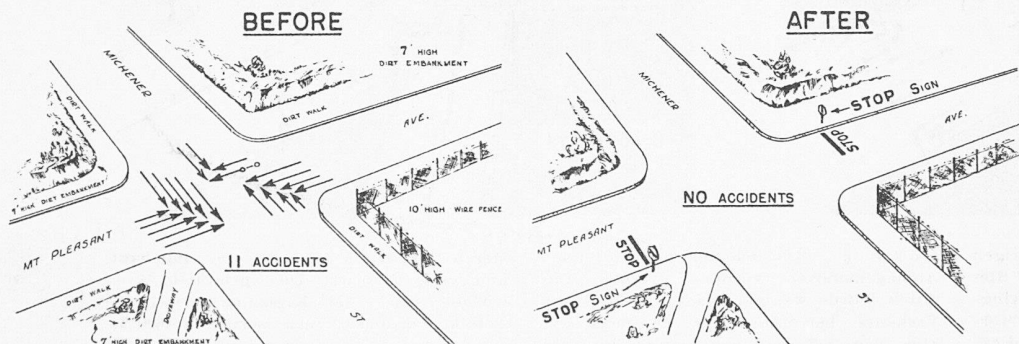 BEFORE
7' HIGH
DIRT EMBANKMENT
MICHENER
DIRT WALK
DIRT WALK
AVE.
7' HIGH DIRT EMBANKMENT
10' HIGH WIRE FENCE
DIRT WALK
MT PLEASANT
11 ACCIDENTS
DIRT WALK
DRIVEWAY
ST
7' HIGH DIRT EMBANKMENT
AFTER
MICHENER
STOP SIGN
AVE.
STOP
NO ACCIDENTS
MT PLEASANT
STOP
STOP SIGN
ST